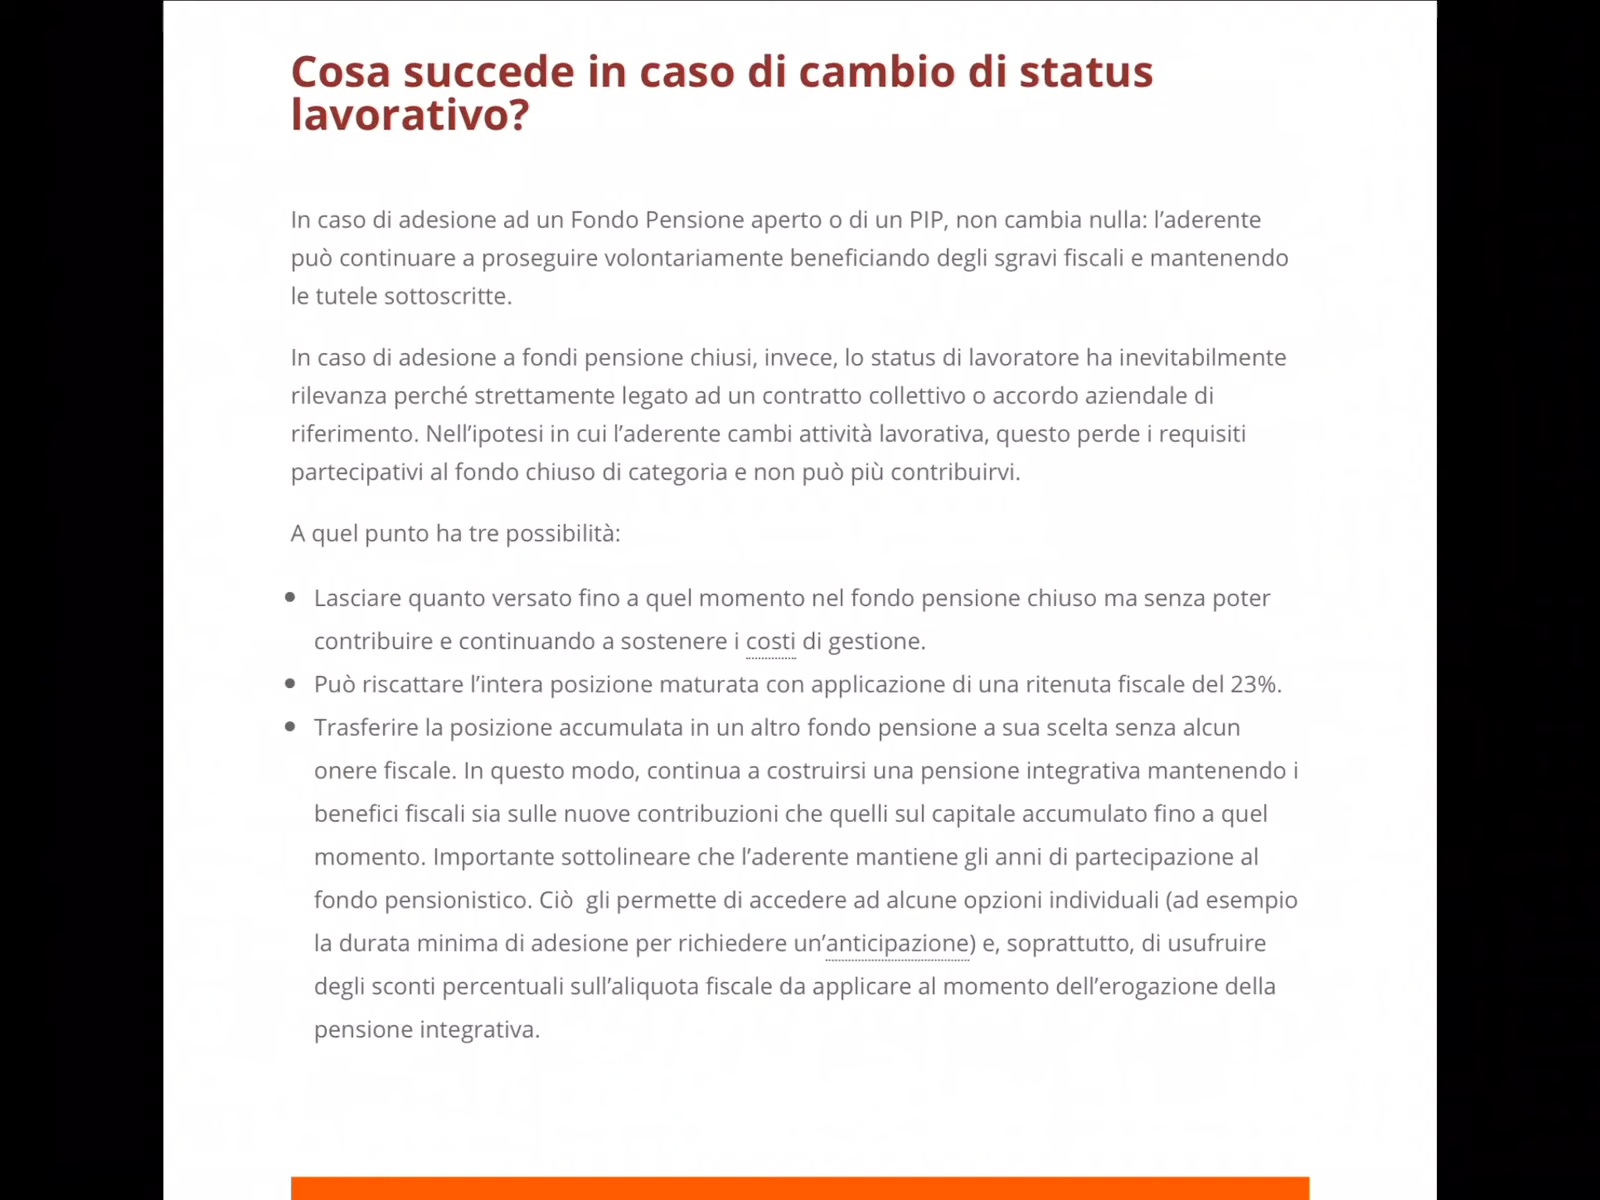 Cosa succede in caso di cambio di status
lavorativo?
In caso di adesione ad un Fondo Pensione aperto o di un PIP, non cambia nulla: l’aderente
può continuare a proseguire volontariamente beneficiando degli sgravi fiscali e mantenendo
le tutele sottoscritte.
In caso di adesione a fondi pensione chiusi, invece, lo status di lavoratore ha inevitabilmente
rilevanza perché strettamente legato ad un contratto collettivo o accordo aziendale di
riferimento. Nell’ipotesi in cui l’aderente cambi attività lavorativa, questo perde i requisiti
partecipativi al fondo chiuso di categoria e non può più contribuirvi.
A quel punto ha tre possibilità:
• Lasciare quanto versato fino a quel momento nel fondo pensione chiuso ma senza poter
contribuire e continuando a sostenere i costi di gestione.
• Può riscattare l’intera posizione maturata con applicazione di una ritenuta fiscale del 23%.
• Trasferire la posizione accumulata in un altro fondo pensione a sua scelta senza alcun
onere fiscale. In questo modo, continua a costruirsi una pensione integrativa mantenendo i
benefici fiscali sia sulle nuove contribuzioni che quelli sul capitale accumulato fino a quel
momento. Importante sottolineare che l’aderente mantiene gli anni di partecipazione al
fondo pensionistico. Ciò  gli permette di accedere ad alcune opzioni individuali (ad esempio
la durata minima di adesione per richiedere un’anticipazione) e, soprattutto, di usufruire
degli sconti percentuali sull’aliquota fiscale da applicare al momento dell’erogazione della
pensione integrativa.